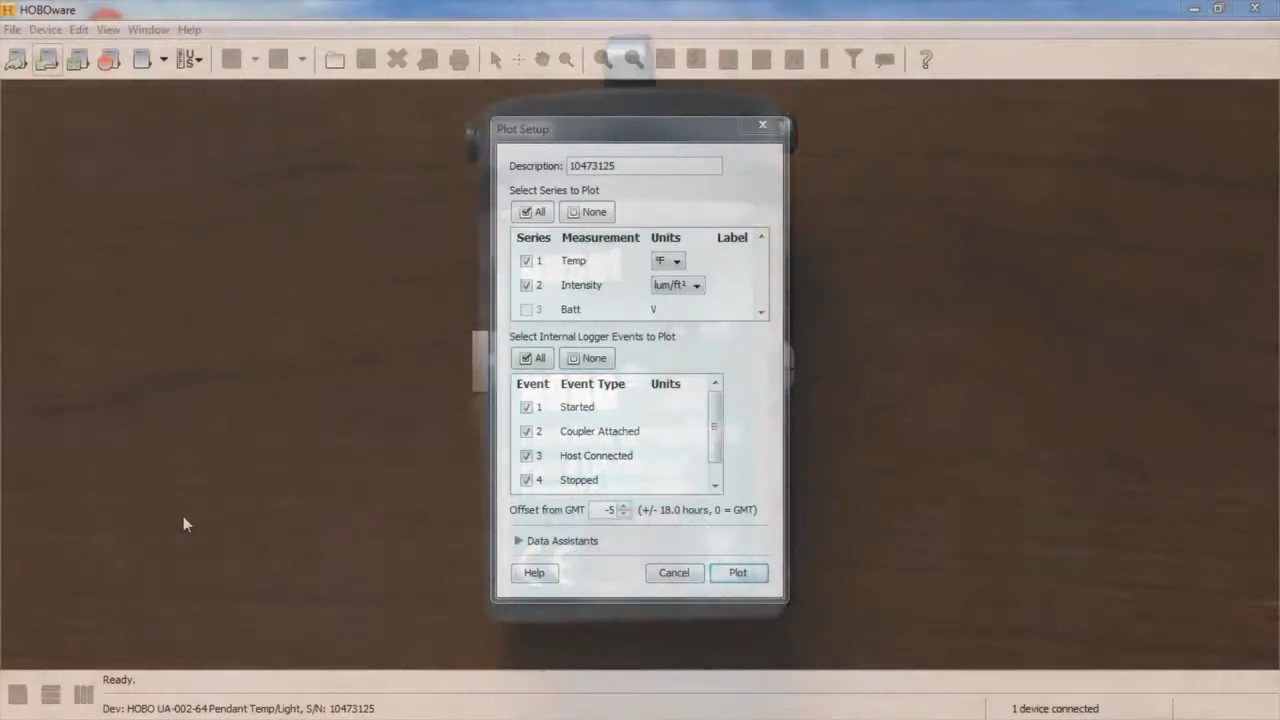 HOBOware
File Device Edit View Window Help
Plot Setup
Description: 10473125
Select Series to Plot
All None
Series Measurement Units Label
1 Temp °F
2 Intensity lum/ft²
3 Batt V
Select Internal Logger Events to Plot
All None
Event Event Type Units
1 Started
2 Coupler Attached
3 Host Connected
4 Stopped
Offset from GMT -5 (+/- 18.0 hours, 0 = GMT)
Data Assistants
Help Cancel Plot
Ready.
Dev: HOBO UA-002-64 Pendant Temp/Light, S/N: 10473125 1 device connected